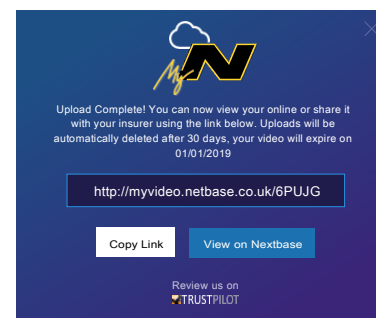 My N
Upload Complete! You can now view your online or share it
with your insurer using the link below. Uploads will be
automatically deleted after 30 days, your video will expire on
01/01/2019
http://myvideo.netbase.co.uk/6PUJG
Copy Link
View on Nextbase
Review us on
TRUSTPILOT